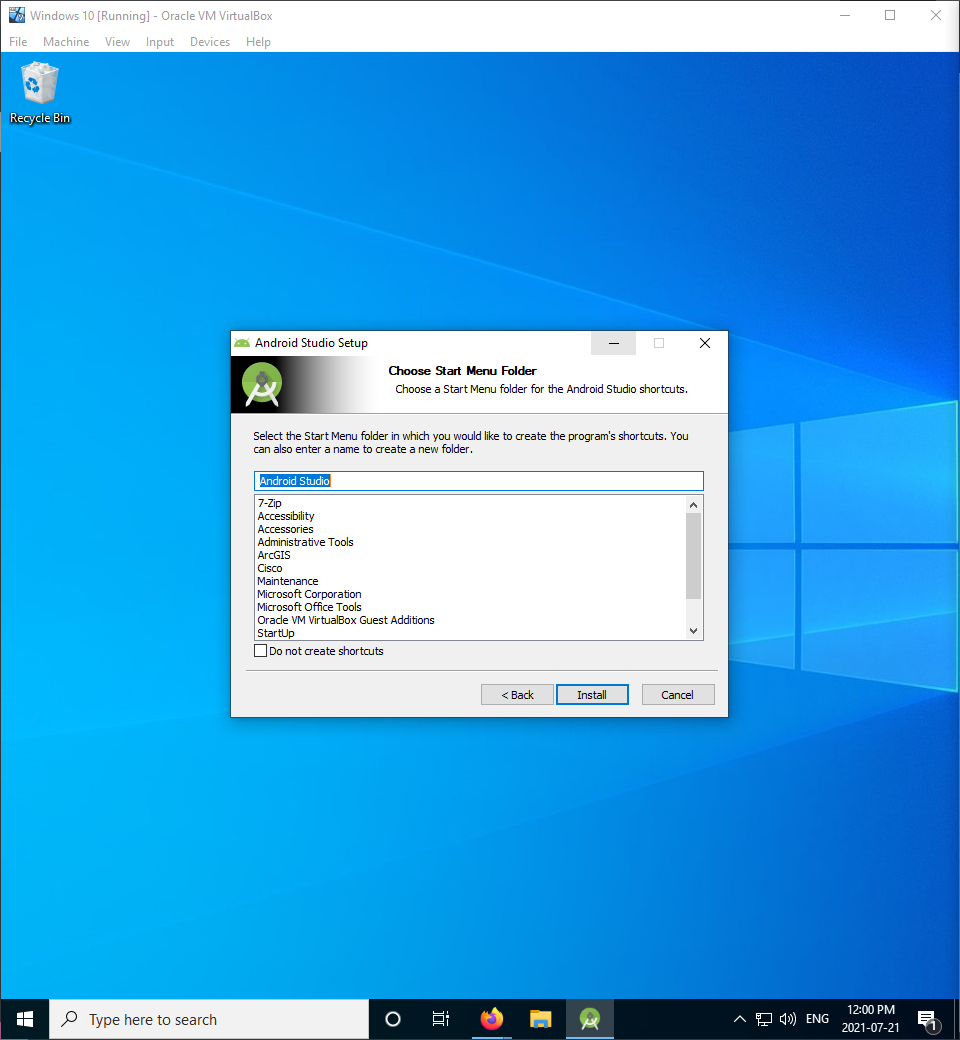 Windows 10 [Running] - Oracle VM VirtualBox
File Machine View Input Devices Help
Recycle Bin
Android Studio Setup
Choose Start Menu Folder
Choose a Start Menu folder for the Android Studio shortcuts.
Select the Start Menu folder in which you would like to create the program's shortcuts. You
can also enter a name to create a new folder.
Android Studio
7-Zip
Accessibility
Accessories
Administrative Tools
ArcGIS
Cisco
Maintenance
Microsoft Corporation
Microsoft Office Tools
Oracle VM VirtualBox Guest Additions
StartUp
Do not create shortcuts
< Back Install Cancel
Type here to search
ENG
12:00 PM
2021-07-21
1